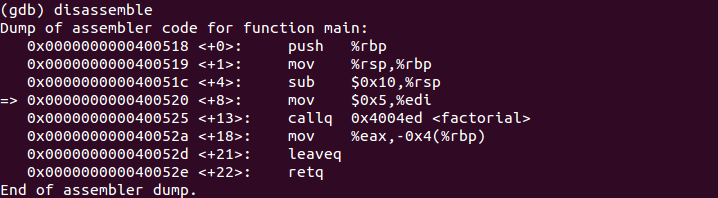 (gdb) disassemble
Dump of assembler code for function main:
   0x0000000000400518 <+0>:	push   %rbp
   0x0000000000400519 <+1>:	mov    %rsp,%rbp
   0x000000000040051c <+4>:	sub    $0x10,%rsp
=> 0x0000000000400520 <+8>:	mov    $0x5,%edi
   0x0000000000400525 <+13>:	callq  0x4004ed <factorial>
   0x000000000040052a <+18>:	mov    %eax,-0x4(%rbp)
   0x000000000040052d <+21>:	leaveq
   0x000000000040052e <+22>:	retq
End of assembler dump.